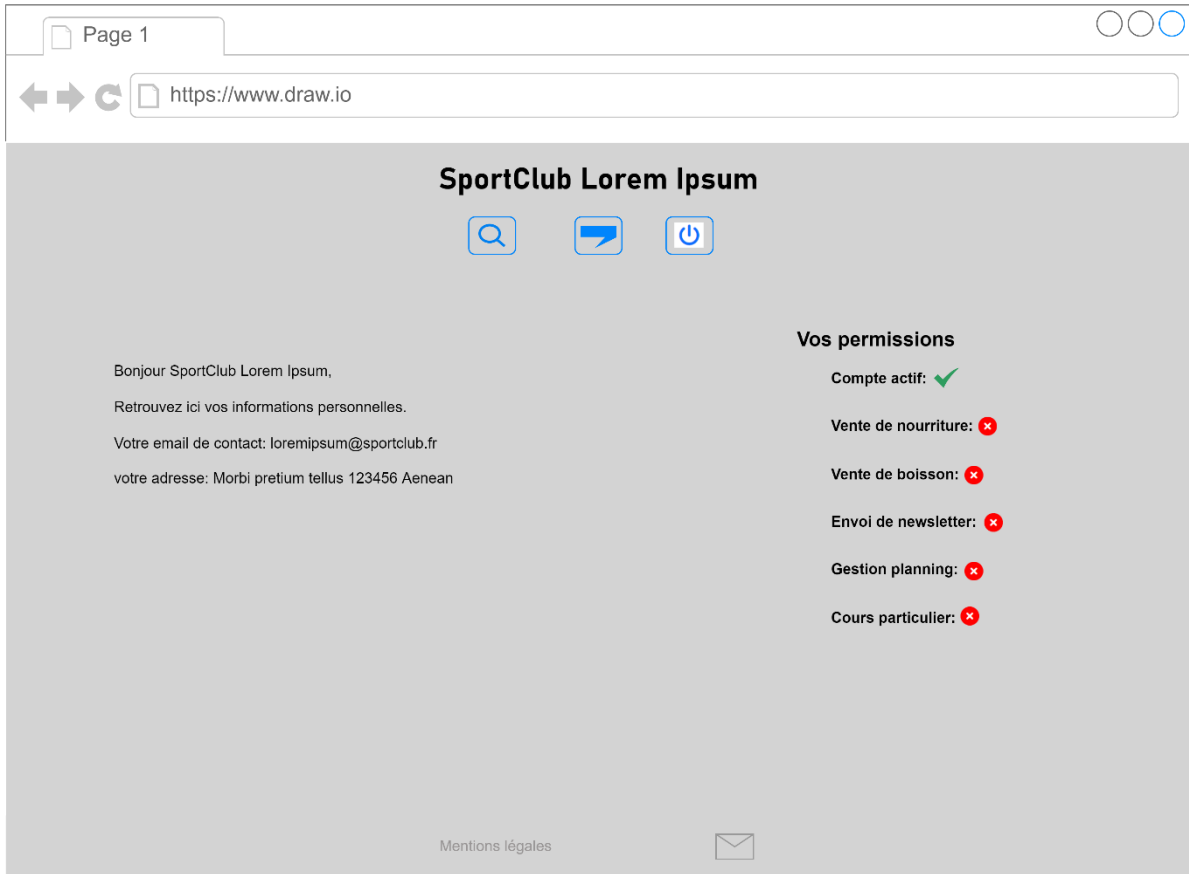 Page 1
https://www.draw.io
SportClub Lorem Ipsum
Bonjour SportClub Lorem Ipsum,
Retrouvez ici vos informations personnelles.
Votre email de contact: loremipsum@sportclub.fr
votre adresse: Morbi pretium tellus 123456 Aenean
Vos permissions
Compte actif:
Vente de nourriture:
Vente de boisson:
Envoi de newsletter:
Gestion planning:
Cours particulier:
Mentions légales